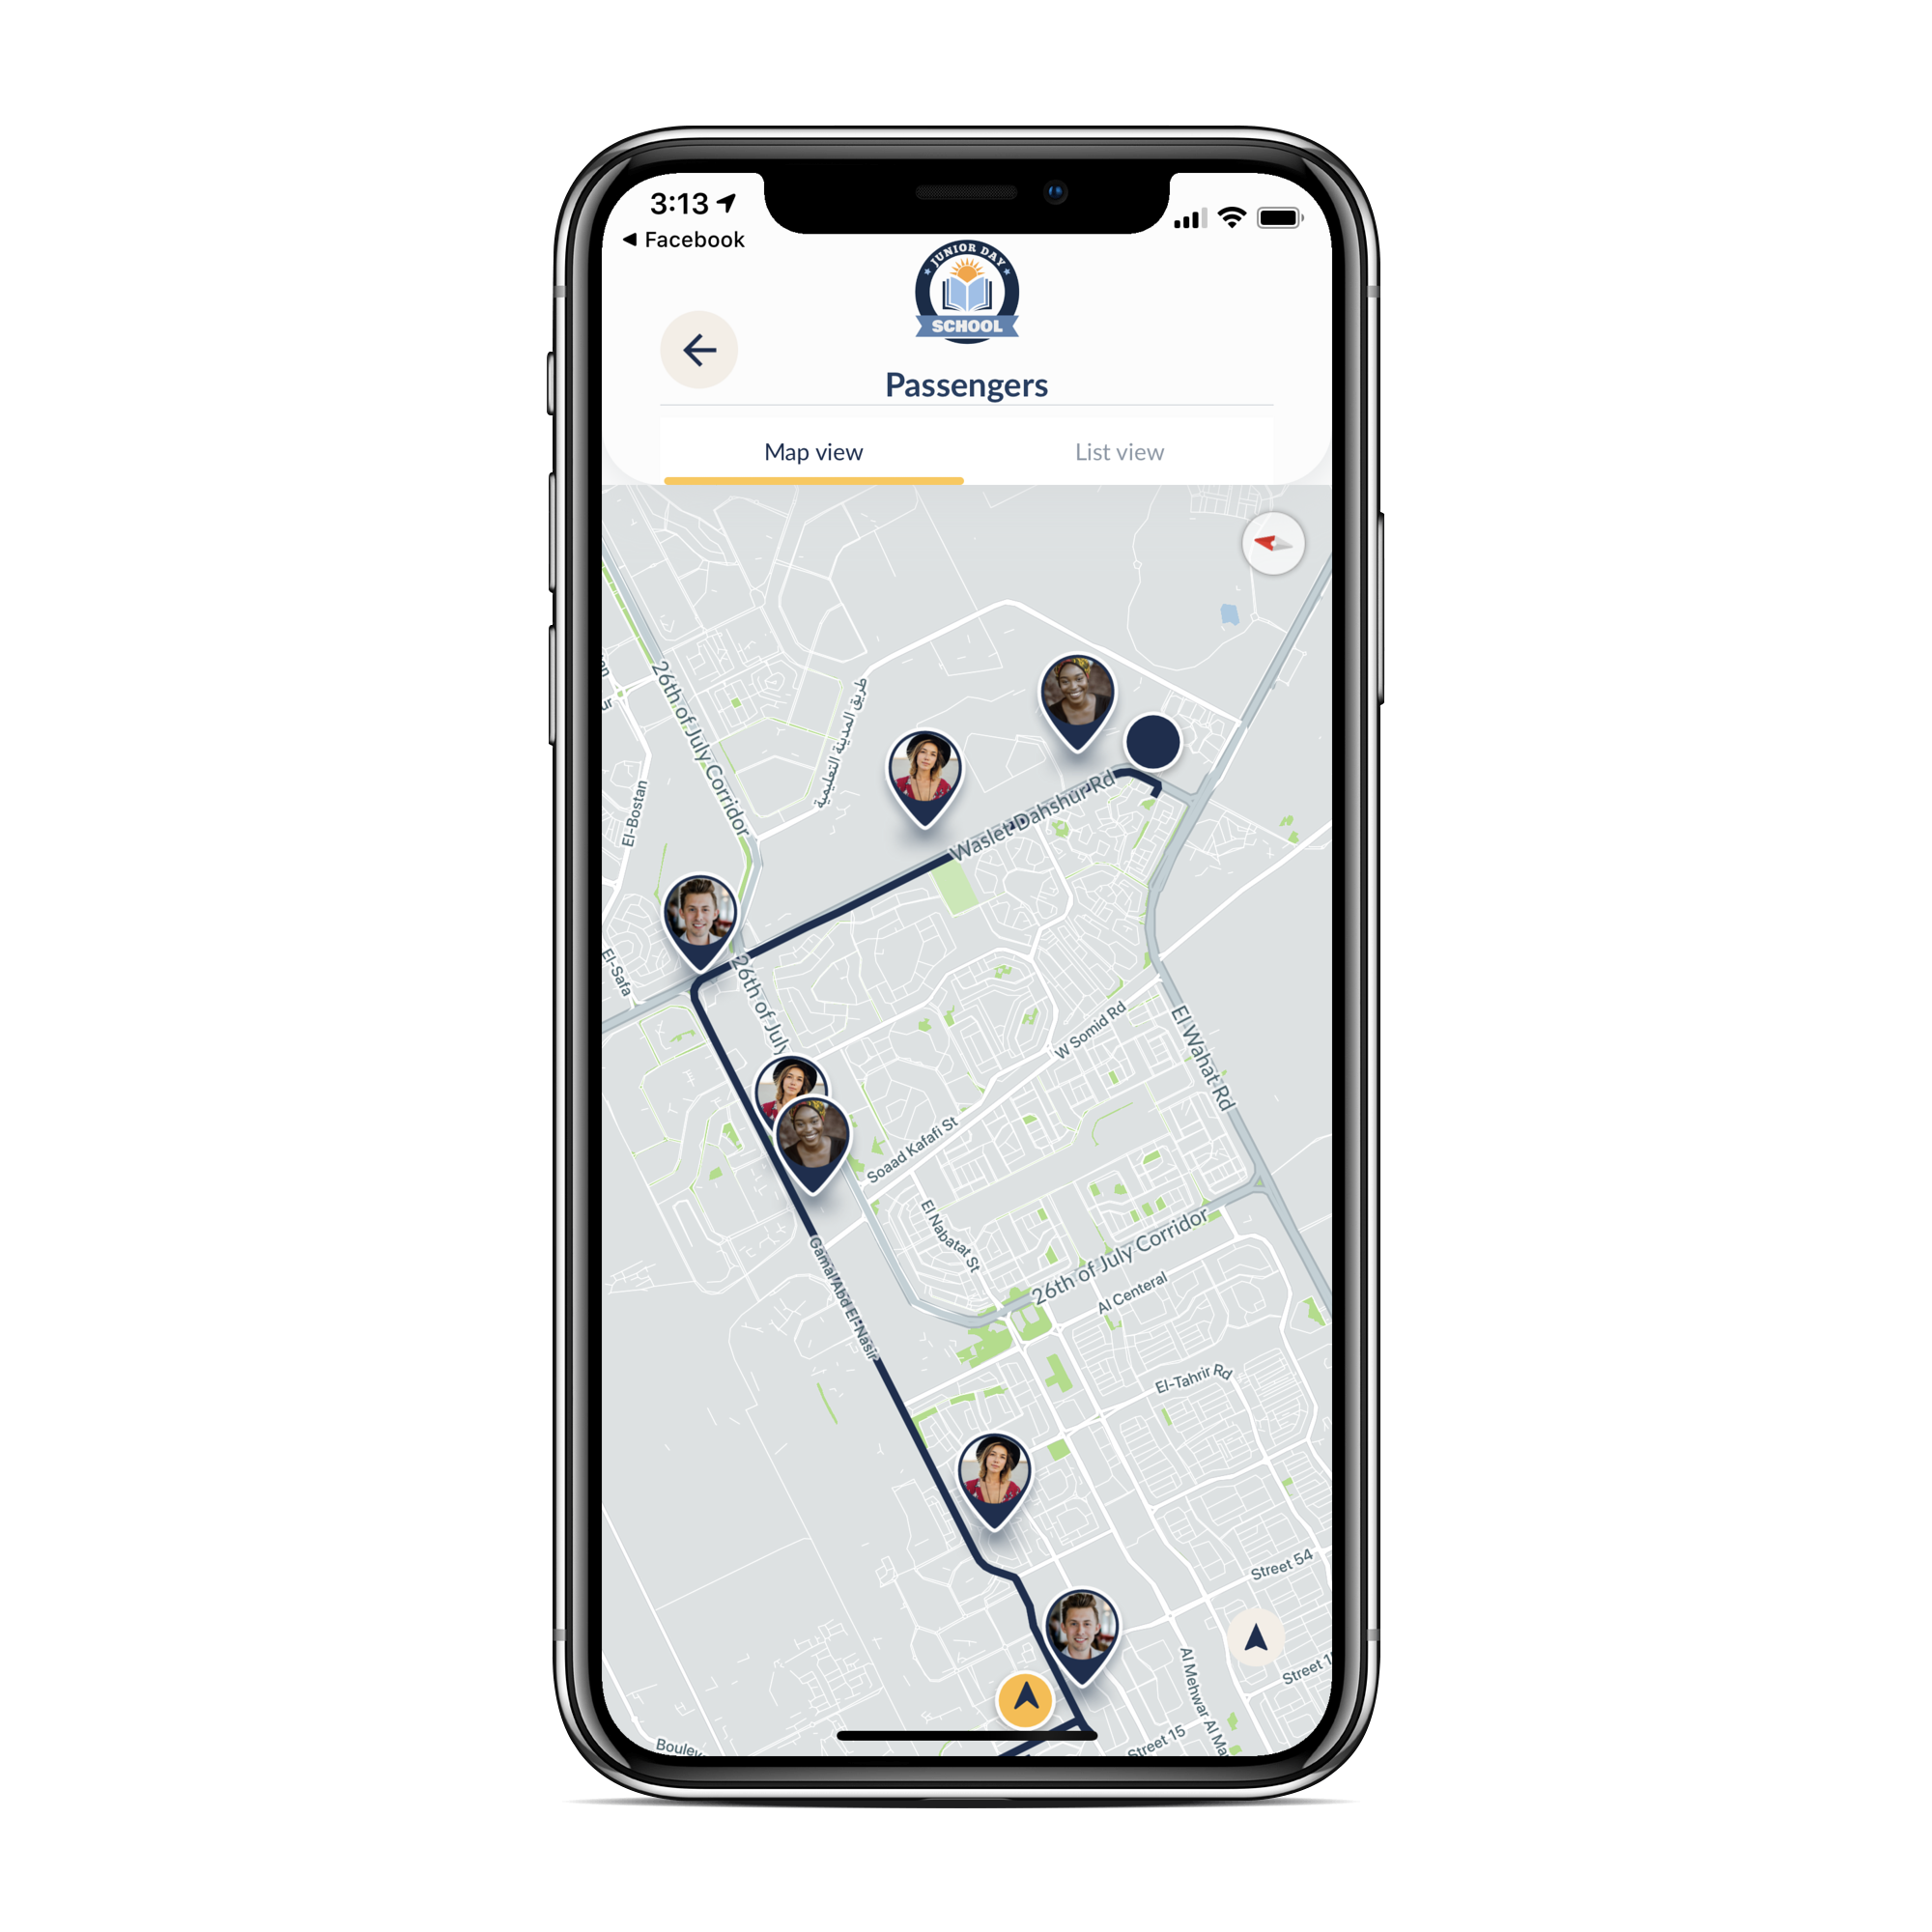 3:13
Facebook
JUNIOR DAY
SCHOOL
Passengers
Map view
List view
26th of July Corridor
طريق المدينة التعليمية
El-Bostan
Waslet Dahshur Rd
El-Safa
26th of July
W Somid Rd
El Wahat Rd
Soaad Kafafi St
El Nabatat St
Gamal Abd El-Nasir
26th of July Corridor
Al Centeral
El-Tahrir Rd
Street 54
Street 1
Al Mehwar Al Ma
Street 15
Boulev